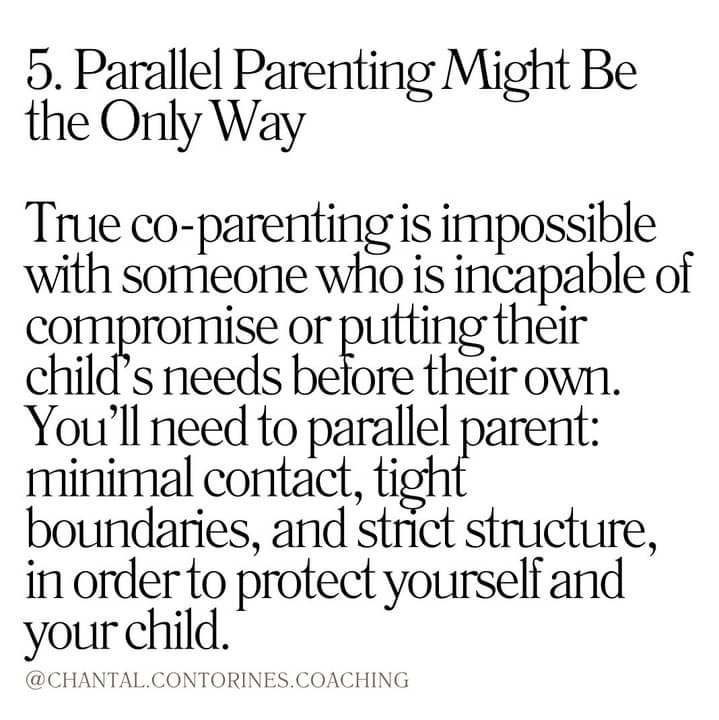 5. Parallel Parenting Might Be
the Only Way
True co-parenting is impossible
with someone who is incapable of
compromise or putting their
child’s needs before their own.
You’ll need to parallel parent:
minimal contact, tight
boundaries, and strict structure,
in order to protect yourself and
your child.
@CHANTAL.CONTORINES.COACHING